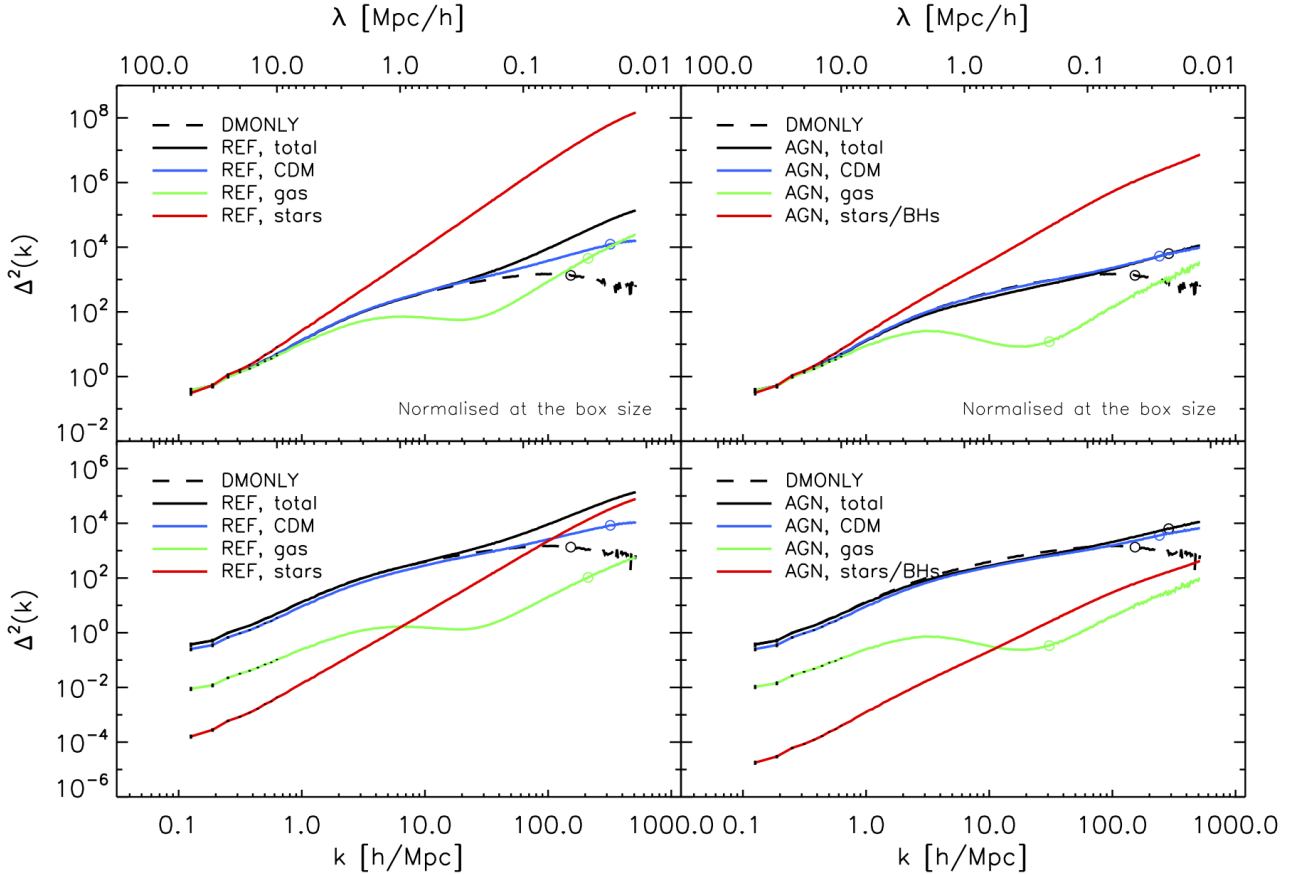 λ [Mpc/h] λ [Mpc/h]
100.0 10.0 1.0 0.1 0.01 100.0 10.0 1.0 0.1 0.01
Δ²(k)
10⁸
10⁶
10⁴
10²
10⁰
10⁻²
DMONLY
REF, total
REF, CDM
REF, gas
REF, stars
Normalised at the box size
DMONLY
AGN, total
AGN, CDM
AGN, gas
AGN, stars/BHs
Normalised at the box size
Δ²(k)
10⁶
10⁴
10²
10⁰
10⁻²
10⁻⁴
10⁻⁶
DMONLY
REF, total
REF, CDM
REF, gas
REF, stars
DMONLY
AGN, total
AGN, CDM
AGN, gas
AGN, stars/BHs
0.1 1.0 10.0 100.0 1000.0 0.1 1.0 10.0 100.0 1000.0
k [h/Mpc] k [h/Mpc]